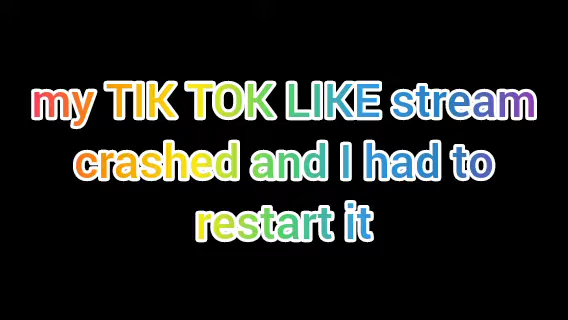 my TIK TOK LIKE stream
crashed and I had to
restart it